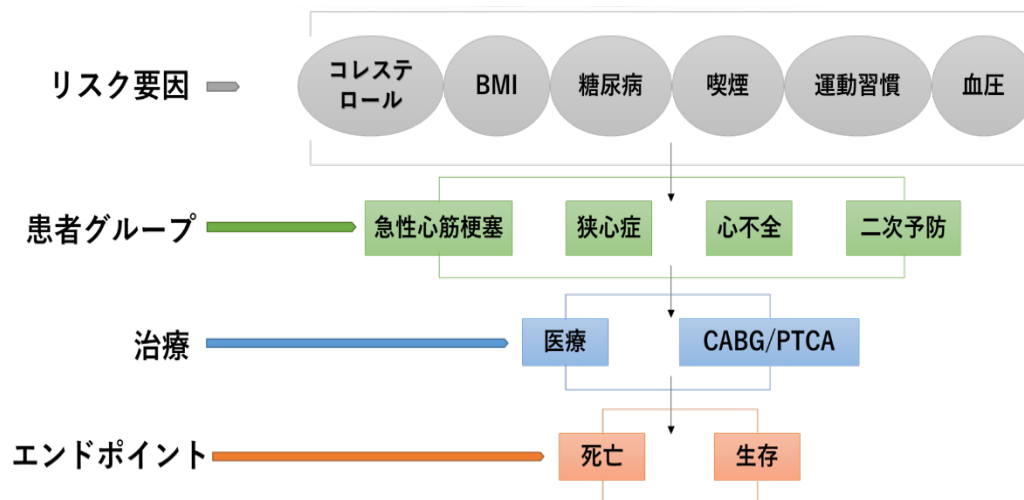 リスク要因
コレステ
ロール
BMI
糖尿病
喫煙
運動習慣
血圧
患者グループ
急性心筋梗塞
狭心症
心不全
二次予防
治療
医療
CABG/PTCA
エンドポイント
死亡
生存